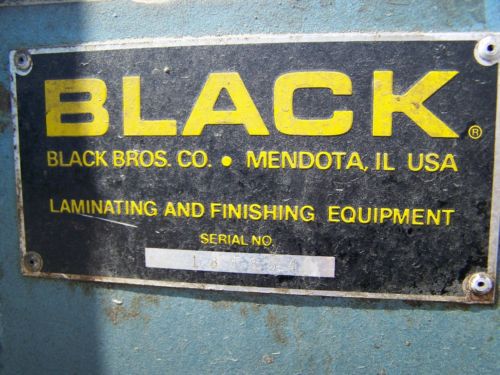 BLACK®
BLACK BROS. CO. • MENDOTA, IL USA
LAMINATING AND FINISHING EQUIPMENT
SERIAL NO.